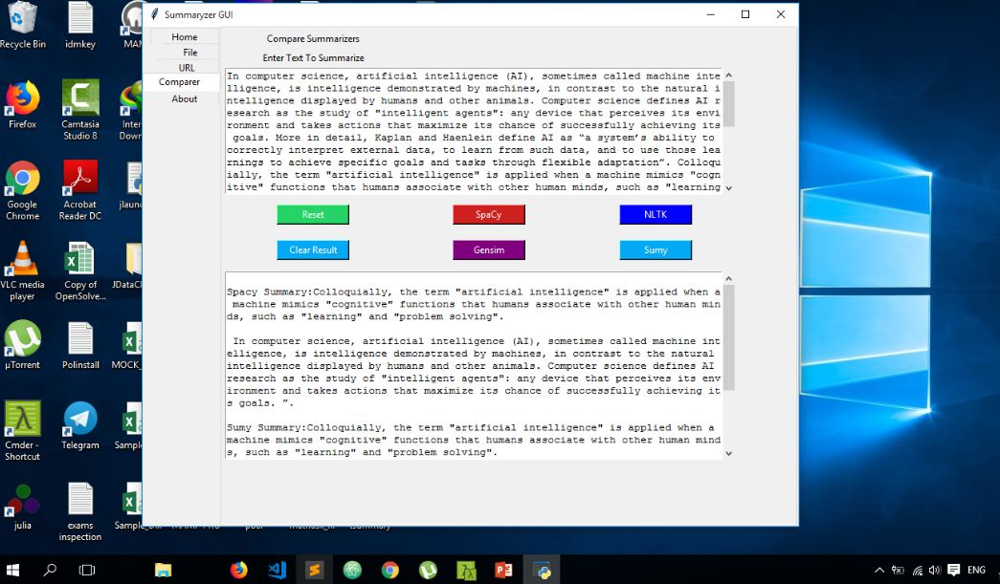 Summaryzer GUI
Home
File
URL
Comparer
About
Compare Summarizers
Enter Text To Summarize
In computer science, artificial intelligence (AI), sometimes called machine inte
lligence, is intelligence demonstrated by machines, in contrast to the natural i
ntelligence displayed by humans and other animals. Computer science defines AI r
esearch as the study of "intelligent agents": any device that perceives its envi
ronment and takes actions that maximize its chance of successfully achieving its
goals. More in detail, Kaplan and Haenlein define AI as “a system’s ability to
correctly interpret external data, to learn from such data, and to use those lea
rnings to achieve specific goals and tasks through flexible adaptation”. Colloqu
ially, the term "artificial intelligence" is applied when a machine mimics "cogn
itive" functions that humans associate with other human minds, such as "learning
Reset
SpaCy
NLTK
Clear Result
Gensim
Sumy
Spacy Summary:Colloquially, the term "artificial intelligence" is applied when a
machine mimics "cognitive" functions that humans associate with other human min
ds, such as "learning" and "problem solving".
In computer science, artificial intelligence (AI), sometimes called machine int
elligence, is intelligence demonstrated by machines, in contrast to the natural
intelligence displayed by humans and other animals. Computer science defines AI
research as the study of "intelligent agents": any device that perceives its env
ironment and takes actions that maximize its chance of successfully achieving it
s goals. ”.
Sumy Summary:Colloquially, the term "artificial intelligence" is applied when a
machine mimics "cognitive" functions that humans associate with other human mind
s, such as "learning" and "problem solving".
Recycle Bin
idmkey
MAM
Firefox
Camtasia
Studio 8
Inter
Down
Google
Chrome
Acrobat
Reader DC
jlaunc
VLC media
player
Copy of
OpenSolve...
JDataCl
µTorrent
Polinstall
MOCK_
Cmder -
Shortcut
Telegram
Sample
julia
exams
inspection
ENG